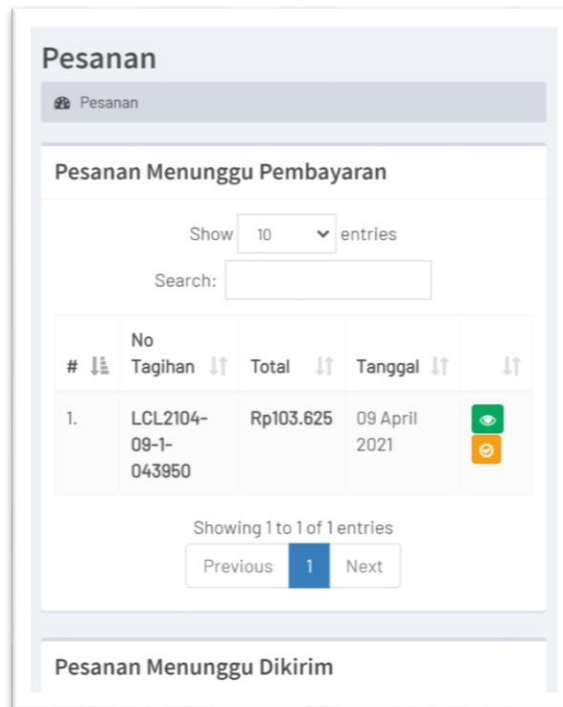 Pesanan
Pesanan
Pesanan Menunggu Pembayaran
Show 10 entries
Search:
# No Tagihan Total Tanggal
1. LCL2104-09-1-043950 Rp103.625 09 April 2021
Showing 1 to 1 of 1 entries
Previous 1 Next
Pesanan Menunggu Dikirim